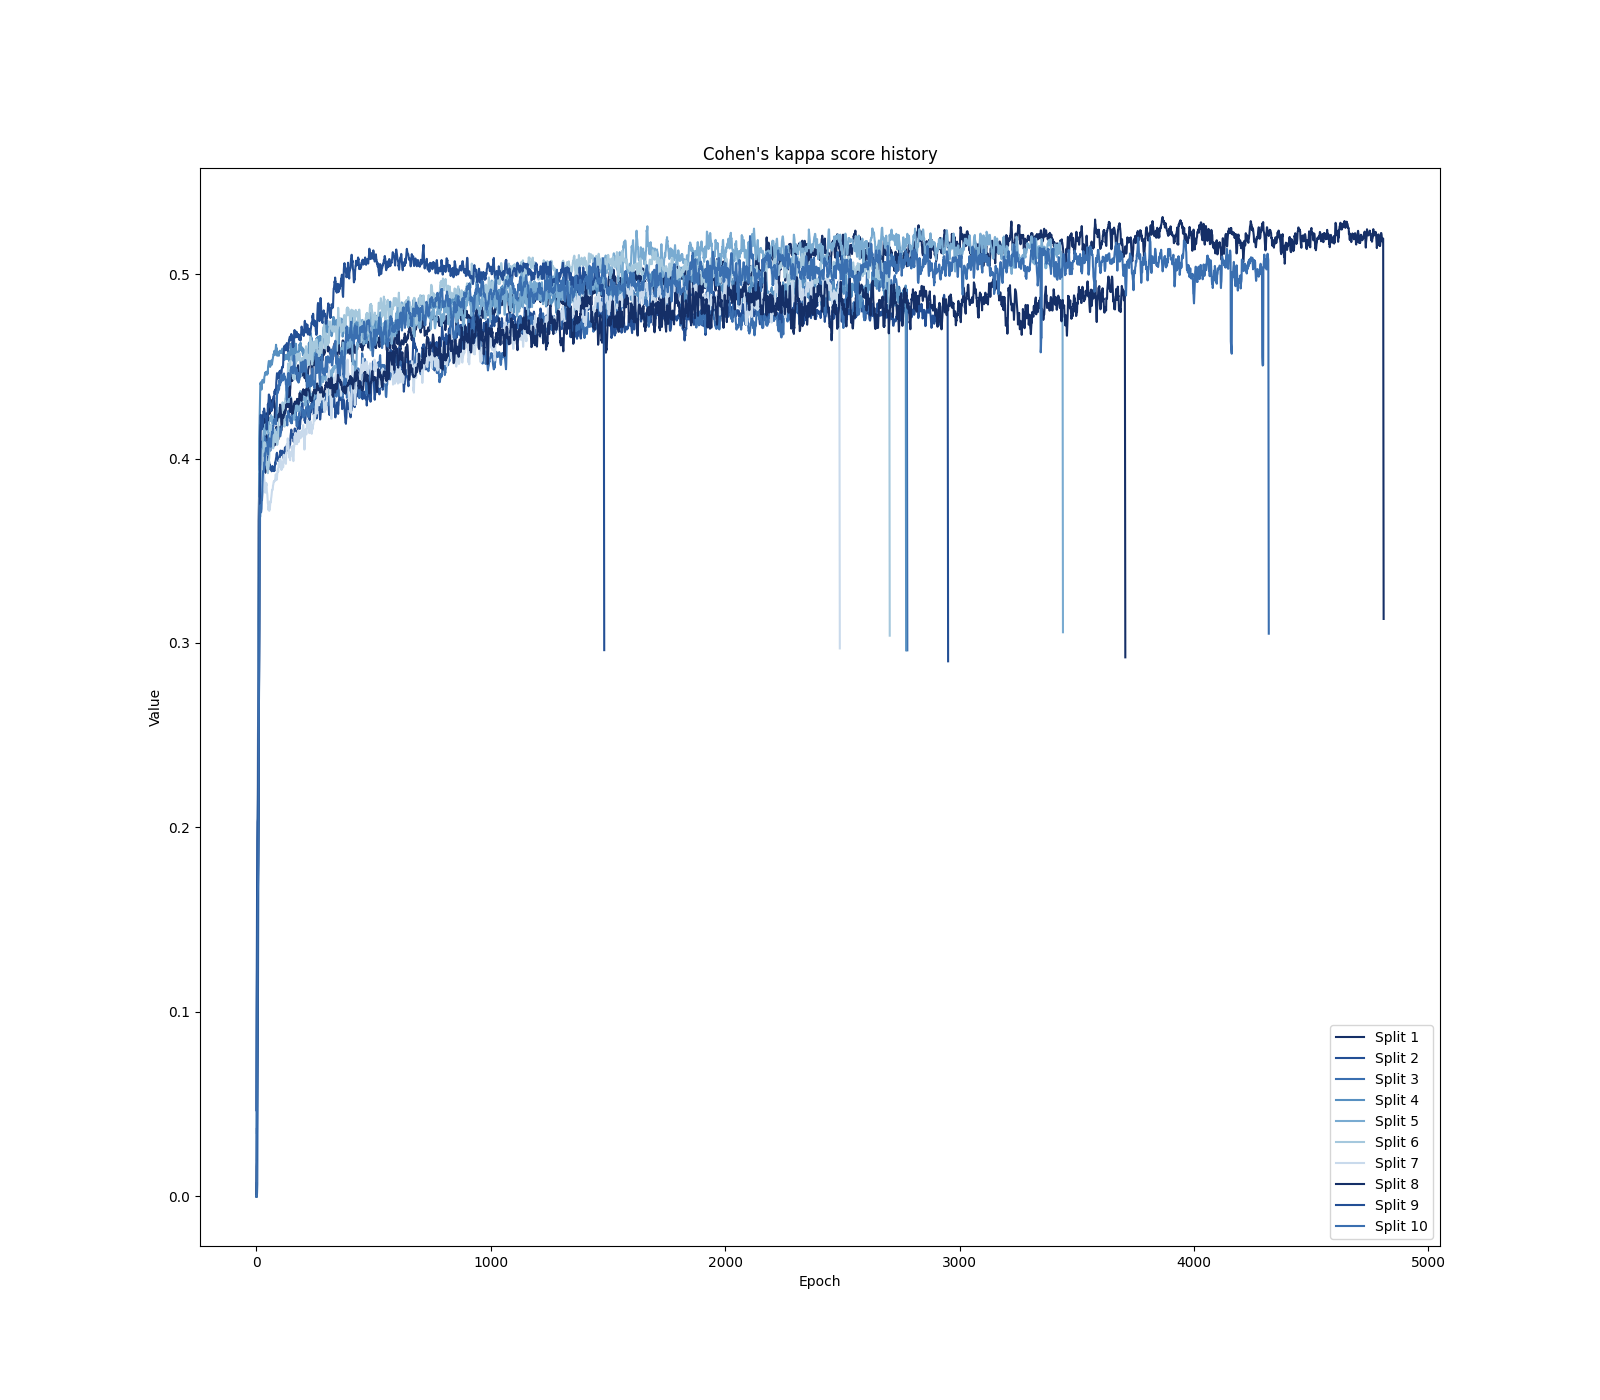 Cohen's kappa score history
Value
0.5
0.4
0.3
0.2
0.1
0.0
0
1000
2000
3000
4000
5000
Epoch
Split 1
Split 2
Split 3
Split 4
Split 5
Split 6
Split 7
Split 8
Split 9
Split 10